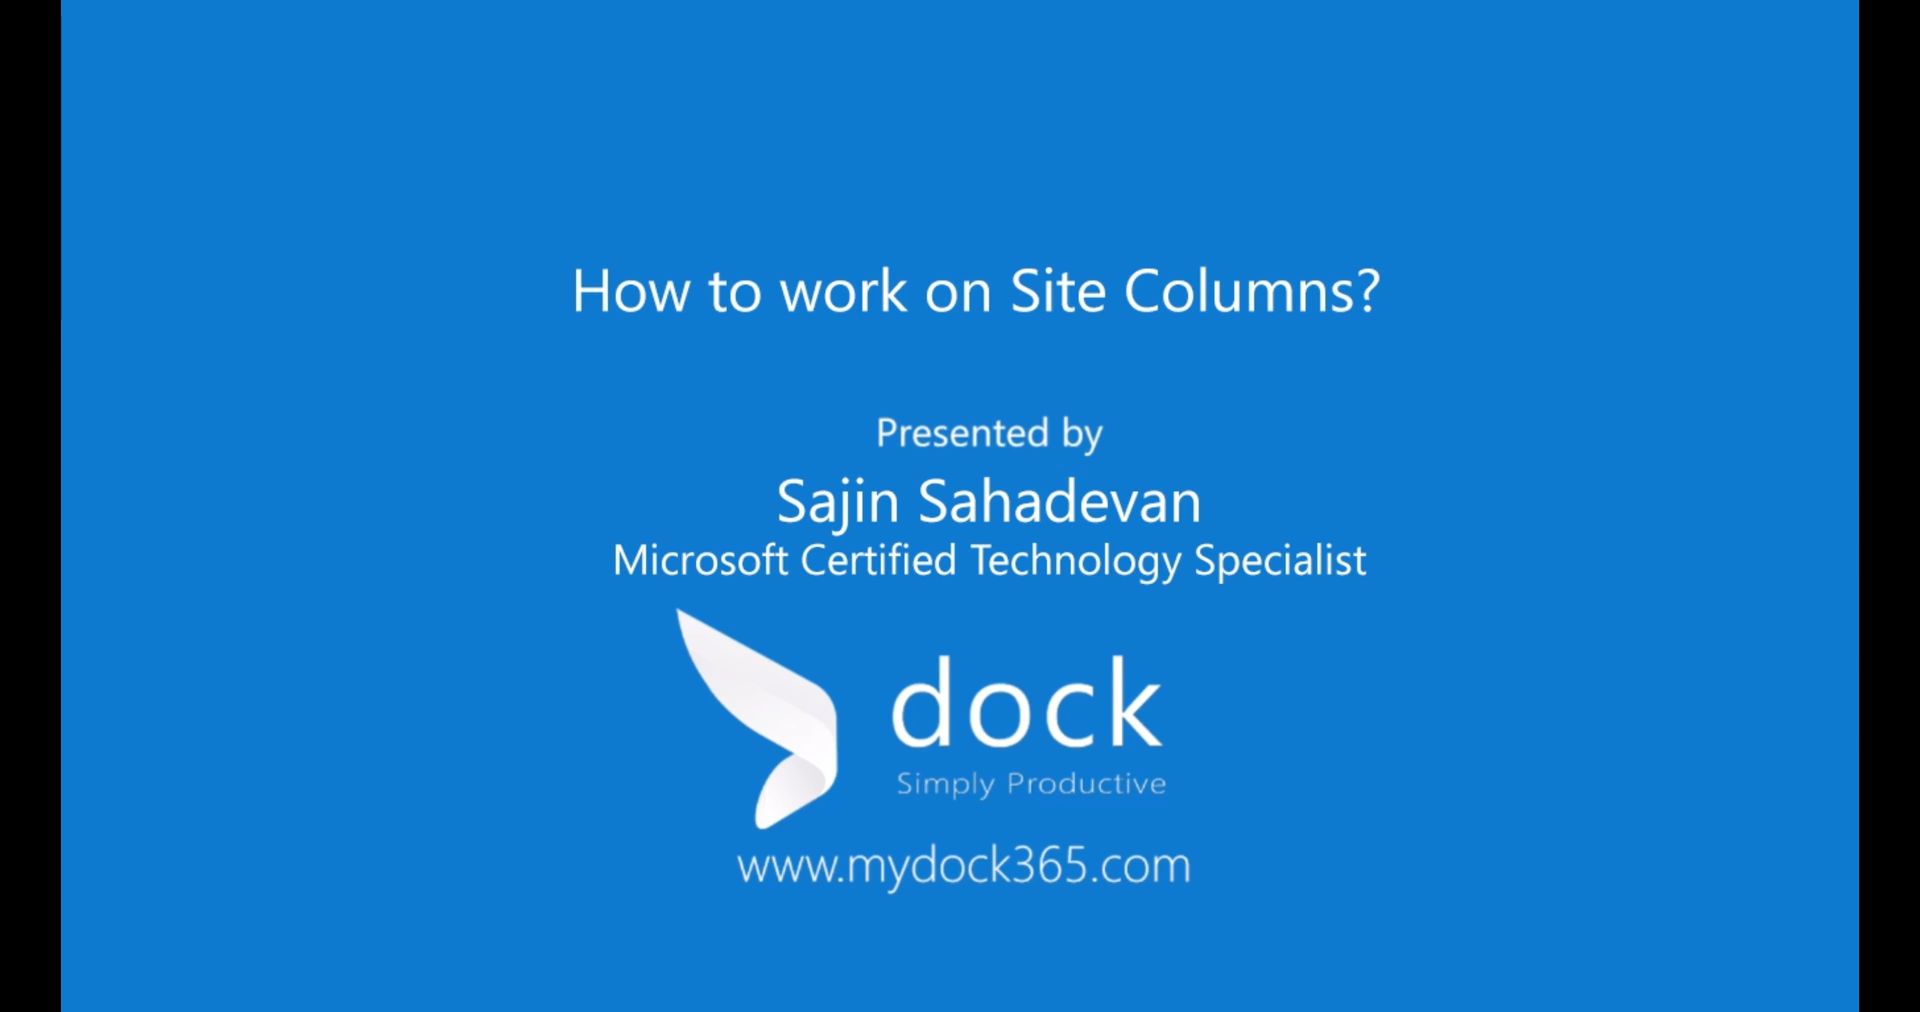 How to work on Site Columns?
Presented by
Sajin Sahadevan
Microsoft Certified Technology Specialist
dock
Simply Productive
www.mydock365.com